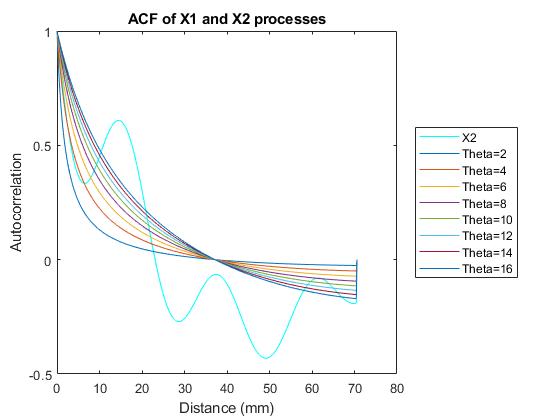 ACF of X1 and X2 processes
1
0.5
0
-0.5
Autocorrelation
0 10 20 30 40 50 60 70 80
Distance (mm)
X2
Theta=2
Theta=4
Theta=6
Theta=8
Theta=10
Theta=12
Theta=14
Theta=16